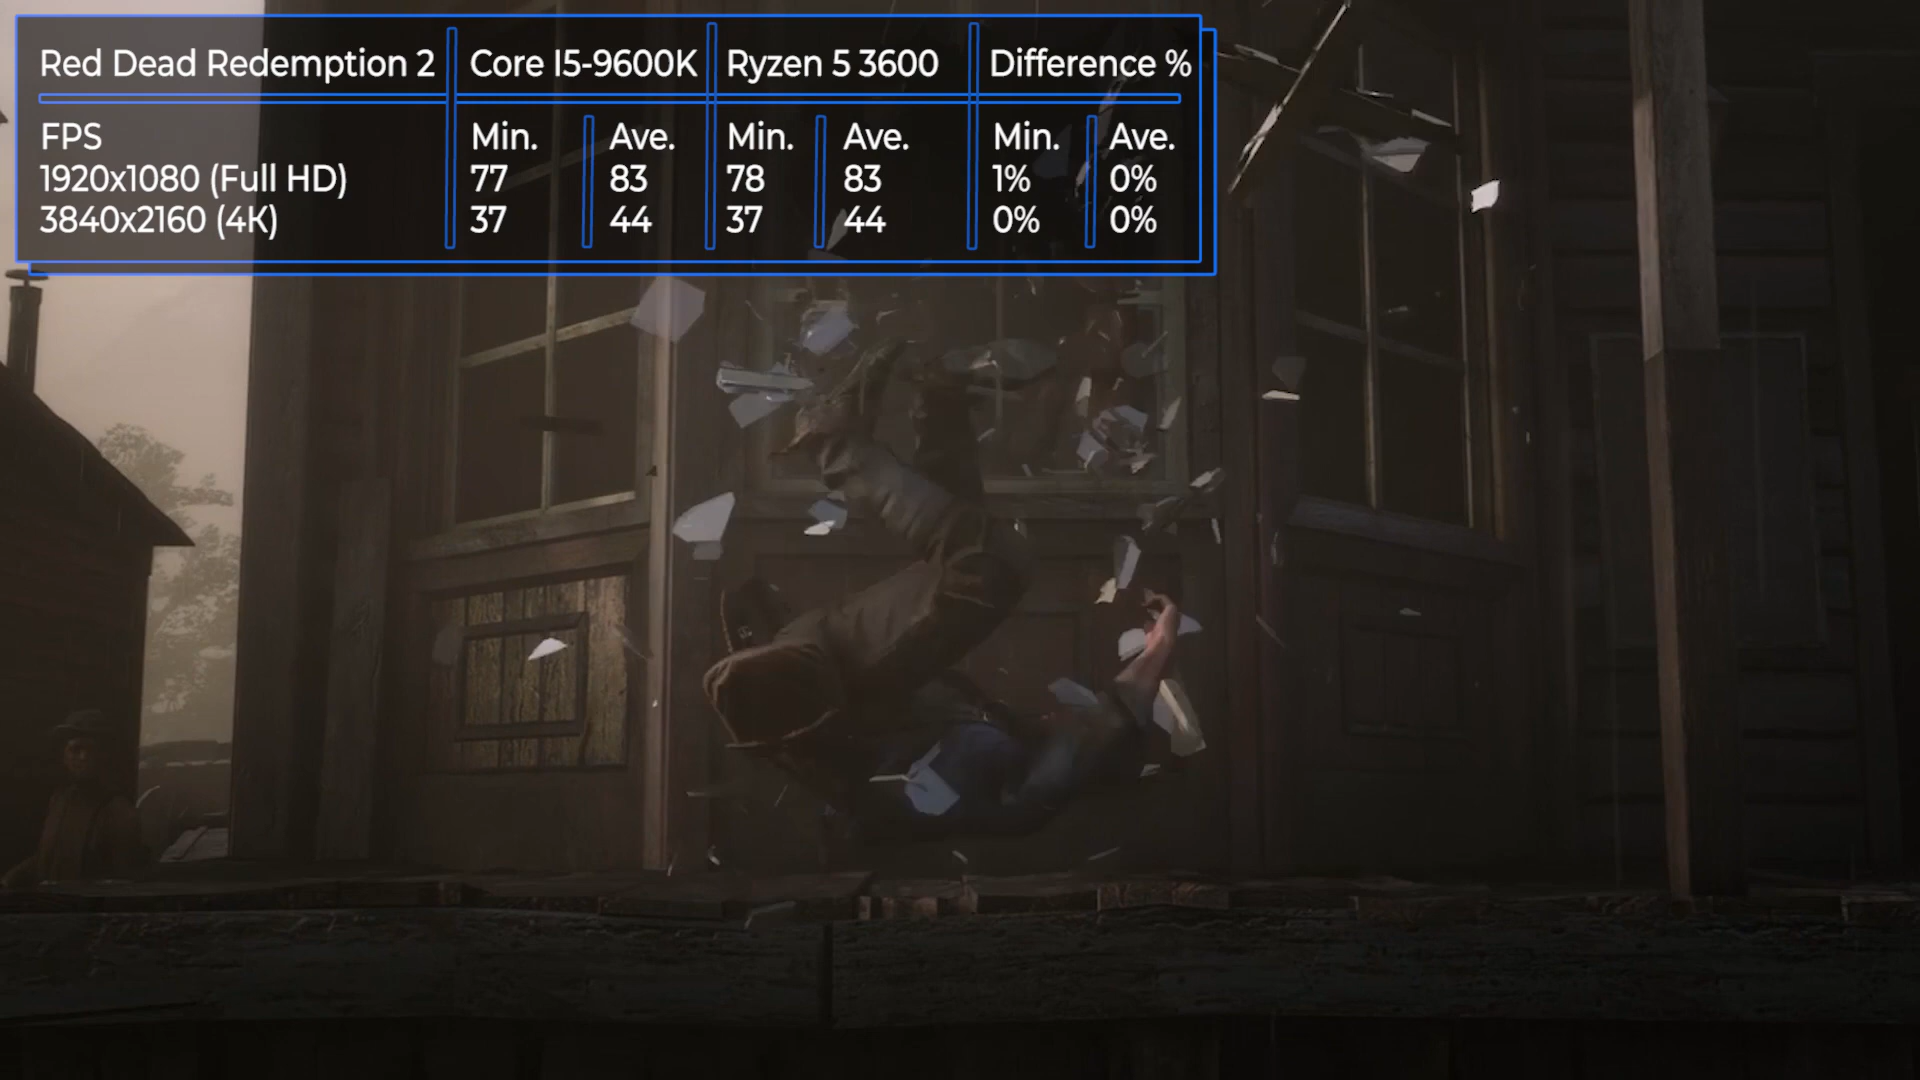 Red Dead Redemption 2 Core I5-9600K Ryzen 5 3600 Difference %
FPS Min. Ave. Min. Ave. Min. Ave.
1920x1080 (Full HD) 77 83 78 83 1% 0%
3840x2160 (4K) 37 44 37 44 0% 0%